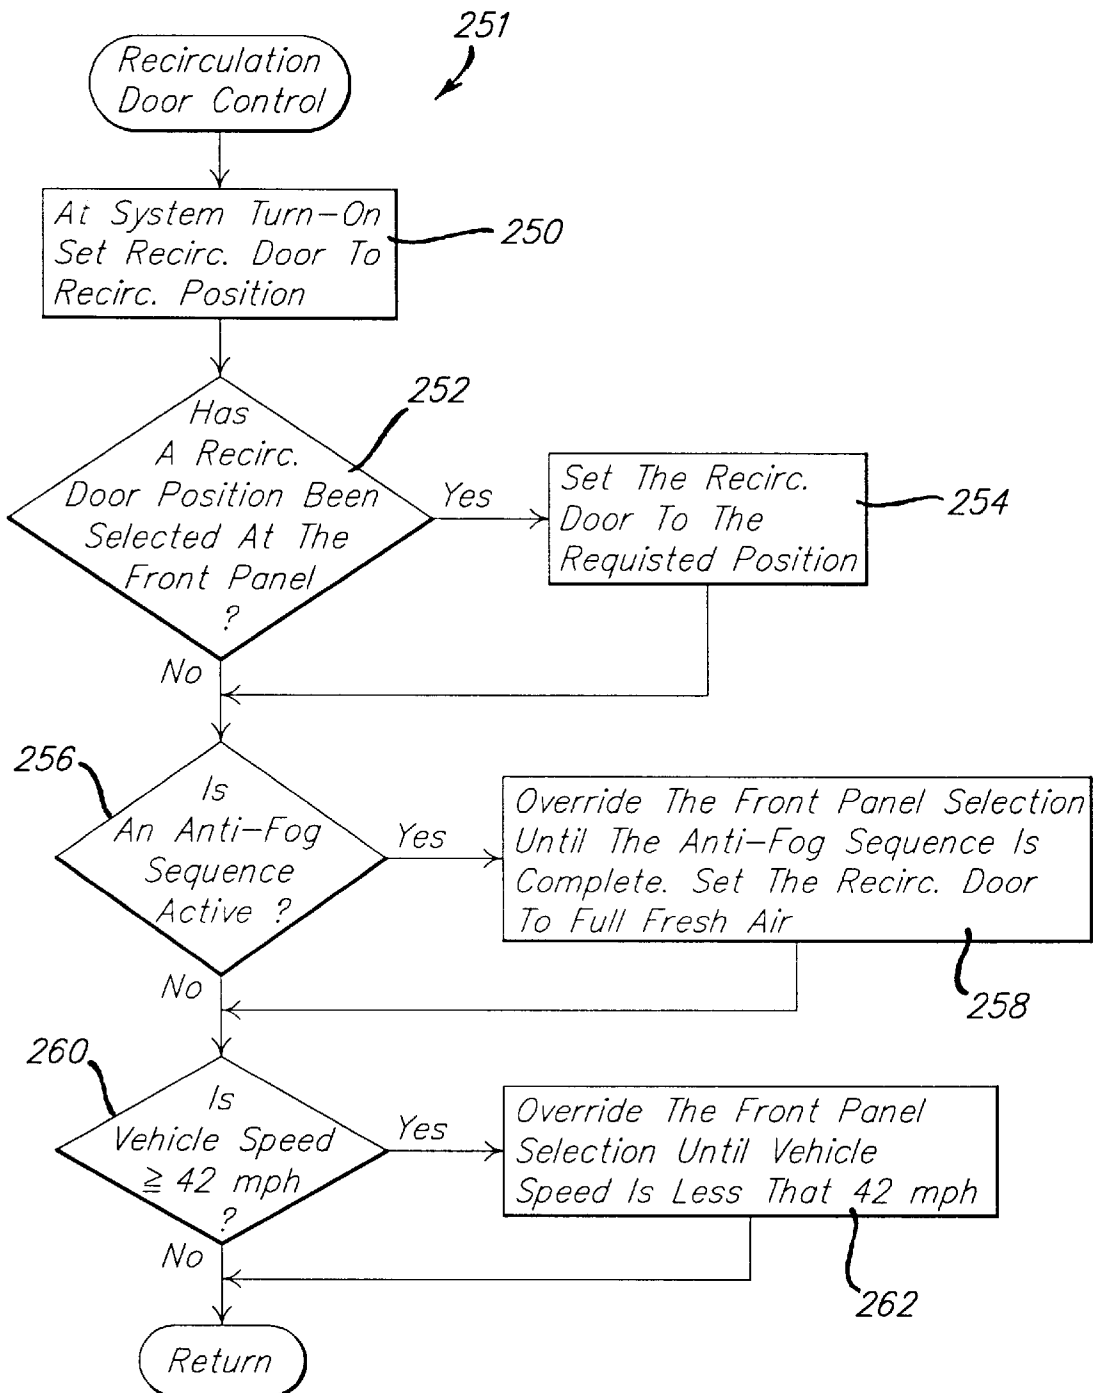 251
Recirculation
Door Control
At System Turn-On
Set Recirc. Door To
Recirc. Position
250
Has
A Recirc.
Door Position Been
Selected At The
Front Panel
?
252
Yes
Set The Recirc.
Door To The
Requisted Position
254
No
256
Is
An Anti-Fog
Sequence
Active ?
Yes
Override The Front Panel Selection
Until The Anti-Fog Sequence Is
Complete. Set The Recirc. Door
To Full Fresh Air
258
No
260
Is
Vehicle Speed
≧ 42 mph
?
Yes
Override The Front Panel
Selection Until Vehicle
Speed Is Less That 42 mph
262
No
Return